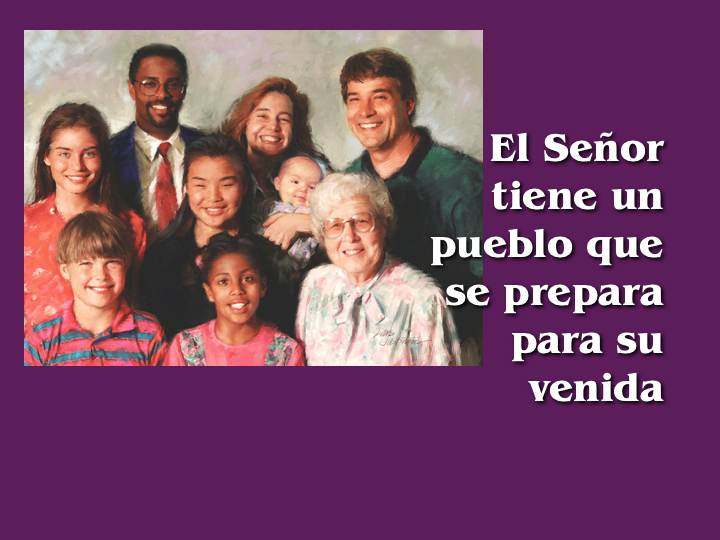 El Señor
tiene un
pueblo que
se prepara
para su
venida